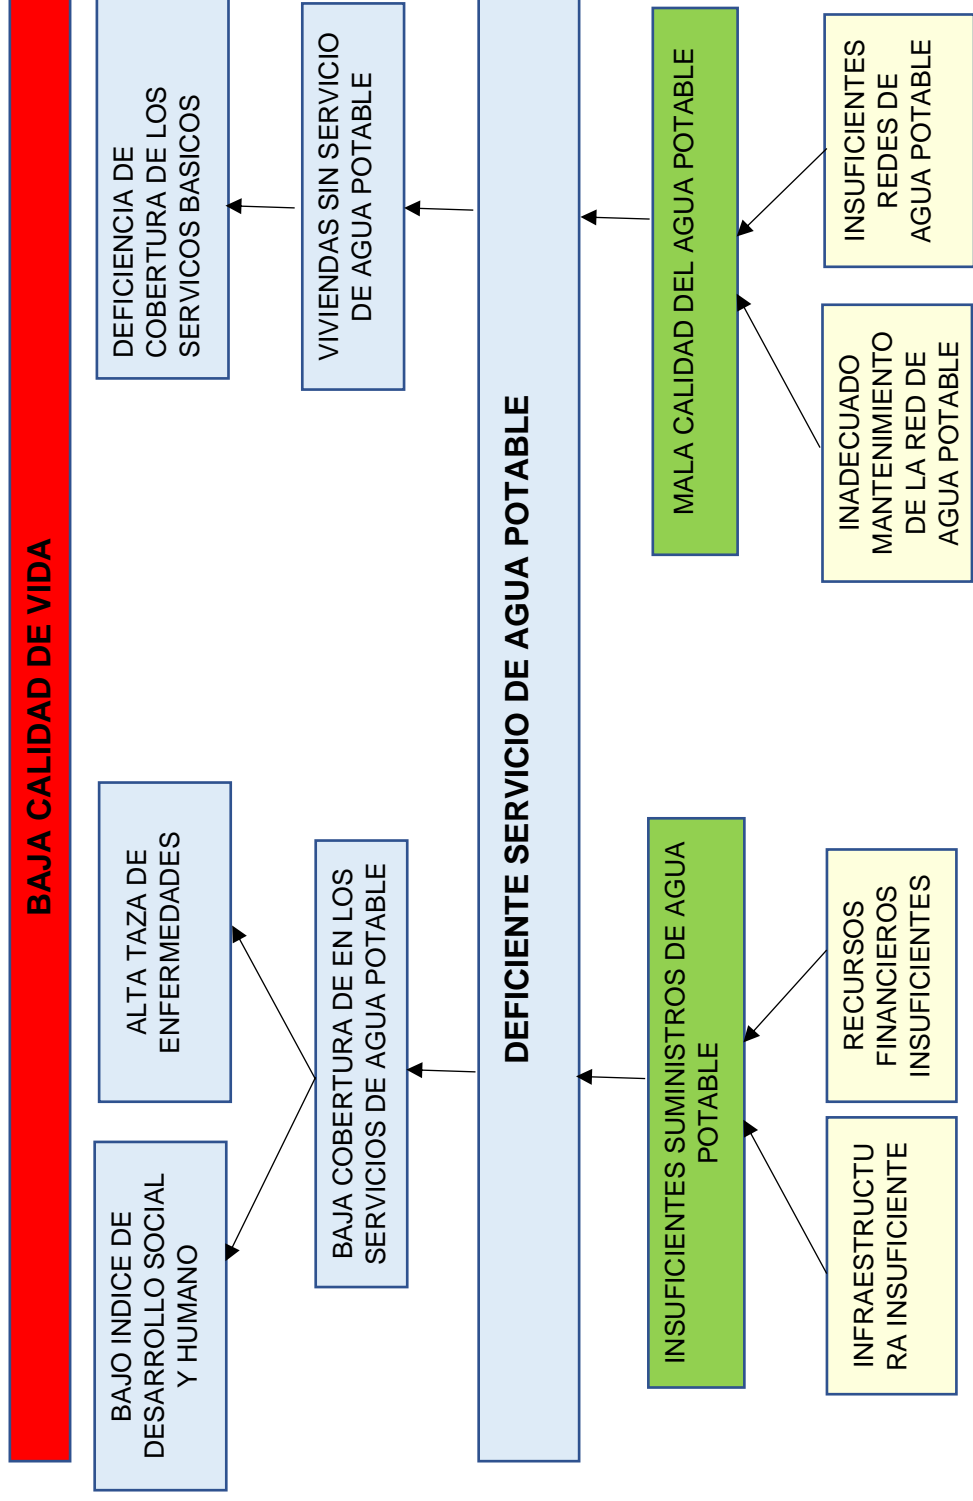 BAJA CALIDAD DE VIDA
BAJO INDICE DE
DESARROLLO SOCIAL
Y HUMANO
ALTA TAZA DE
ENFERMEDADES
DEFICIENCIA DE
COBERTURA DE LOS
SERVICOS BASICOS
BAJA COBERTURA DE EN LOS
SERVICIOS DE AGUA POTABLE
VIVIENDAS SIN SERVICIO
DE AGUA POTABLE
DEFICIENTE SERVICIO DE AGUA POTABLE
INSUFICIENTES SUMINISTROS DE AGUA
POTABLE
MALA CALIDAD DEL AGUA POTABLE
INFRAESTRUCTU
RA INSUFICIENTE
RECURSOS
FINANCIEROS
INSUFICIENTES
INADECUADO
MANTENIMIENTO
DE LA RED DE
AGUA POTABLE
INSUFICIENTES
REDES DE
AGUA POTABLE